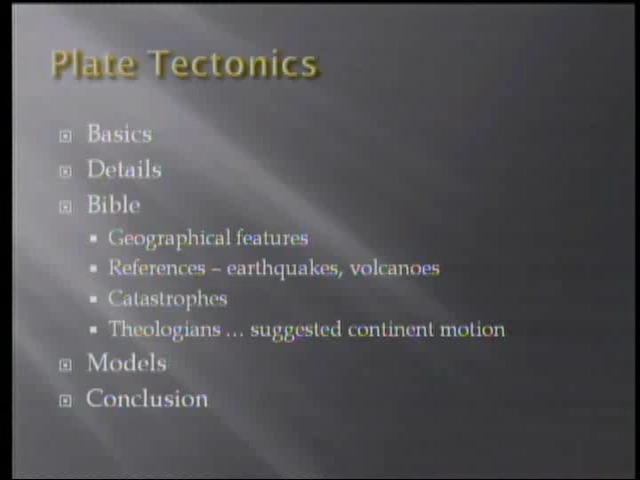 Plate Tectonics
Basics
Details
Bible
Geographical features
References – earthquakes, volcanoes
Catastrophes
Theologians … suggested continent motion
Models
Conclusion